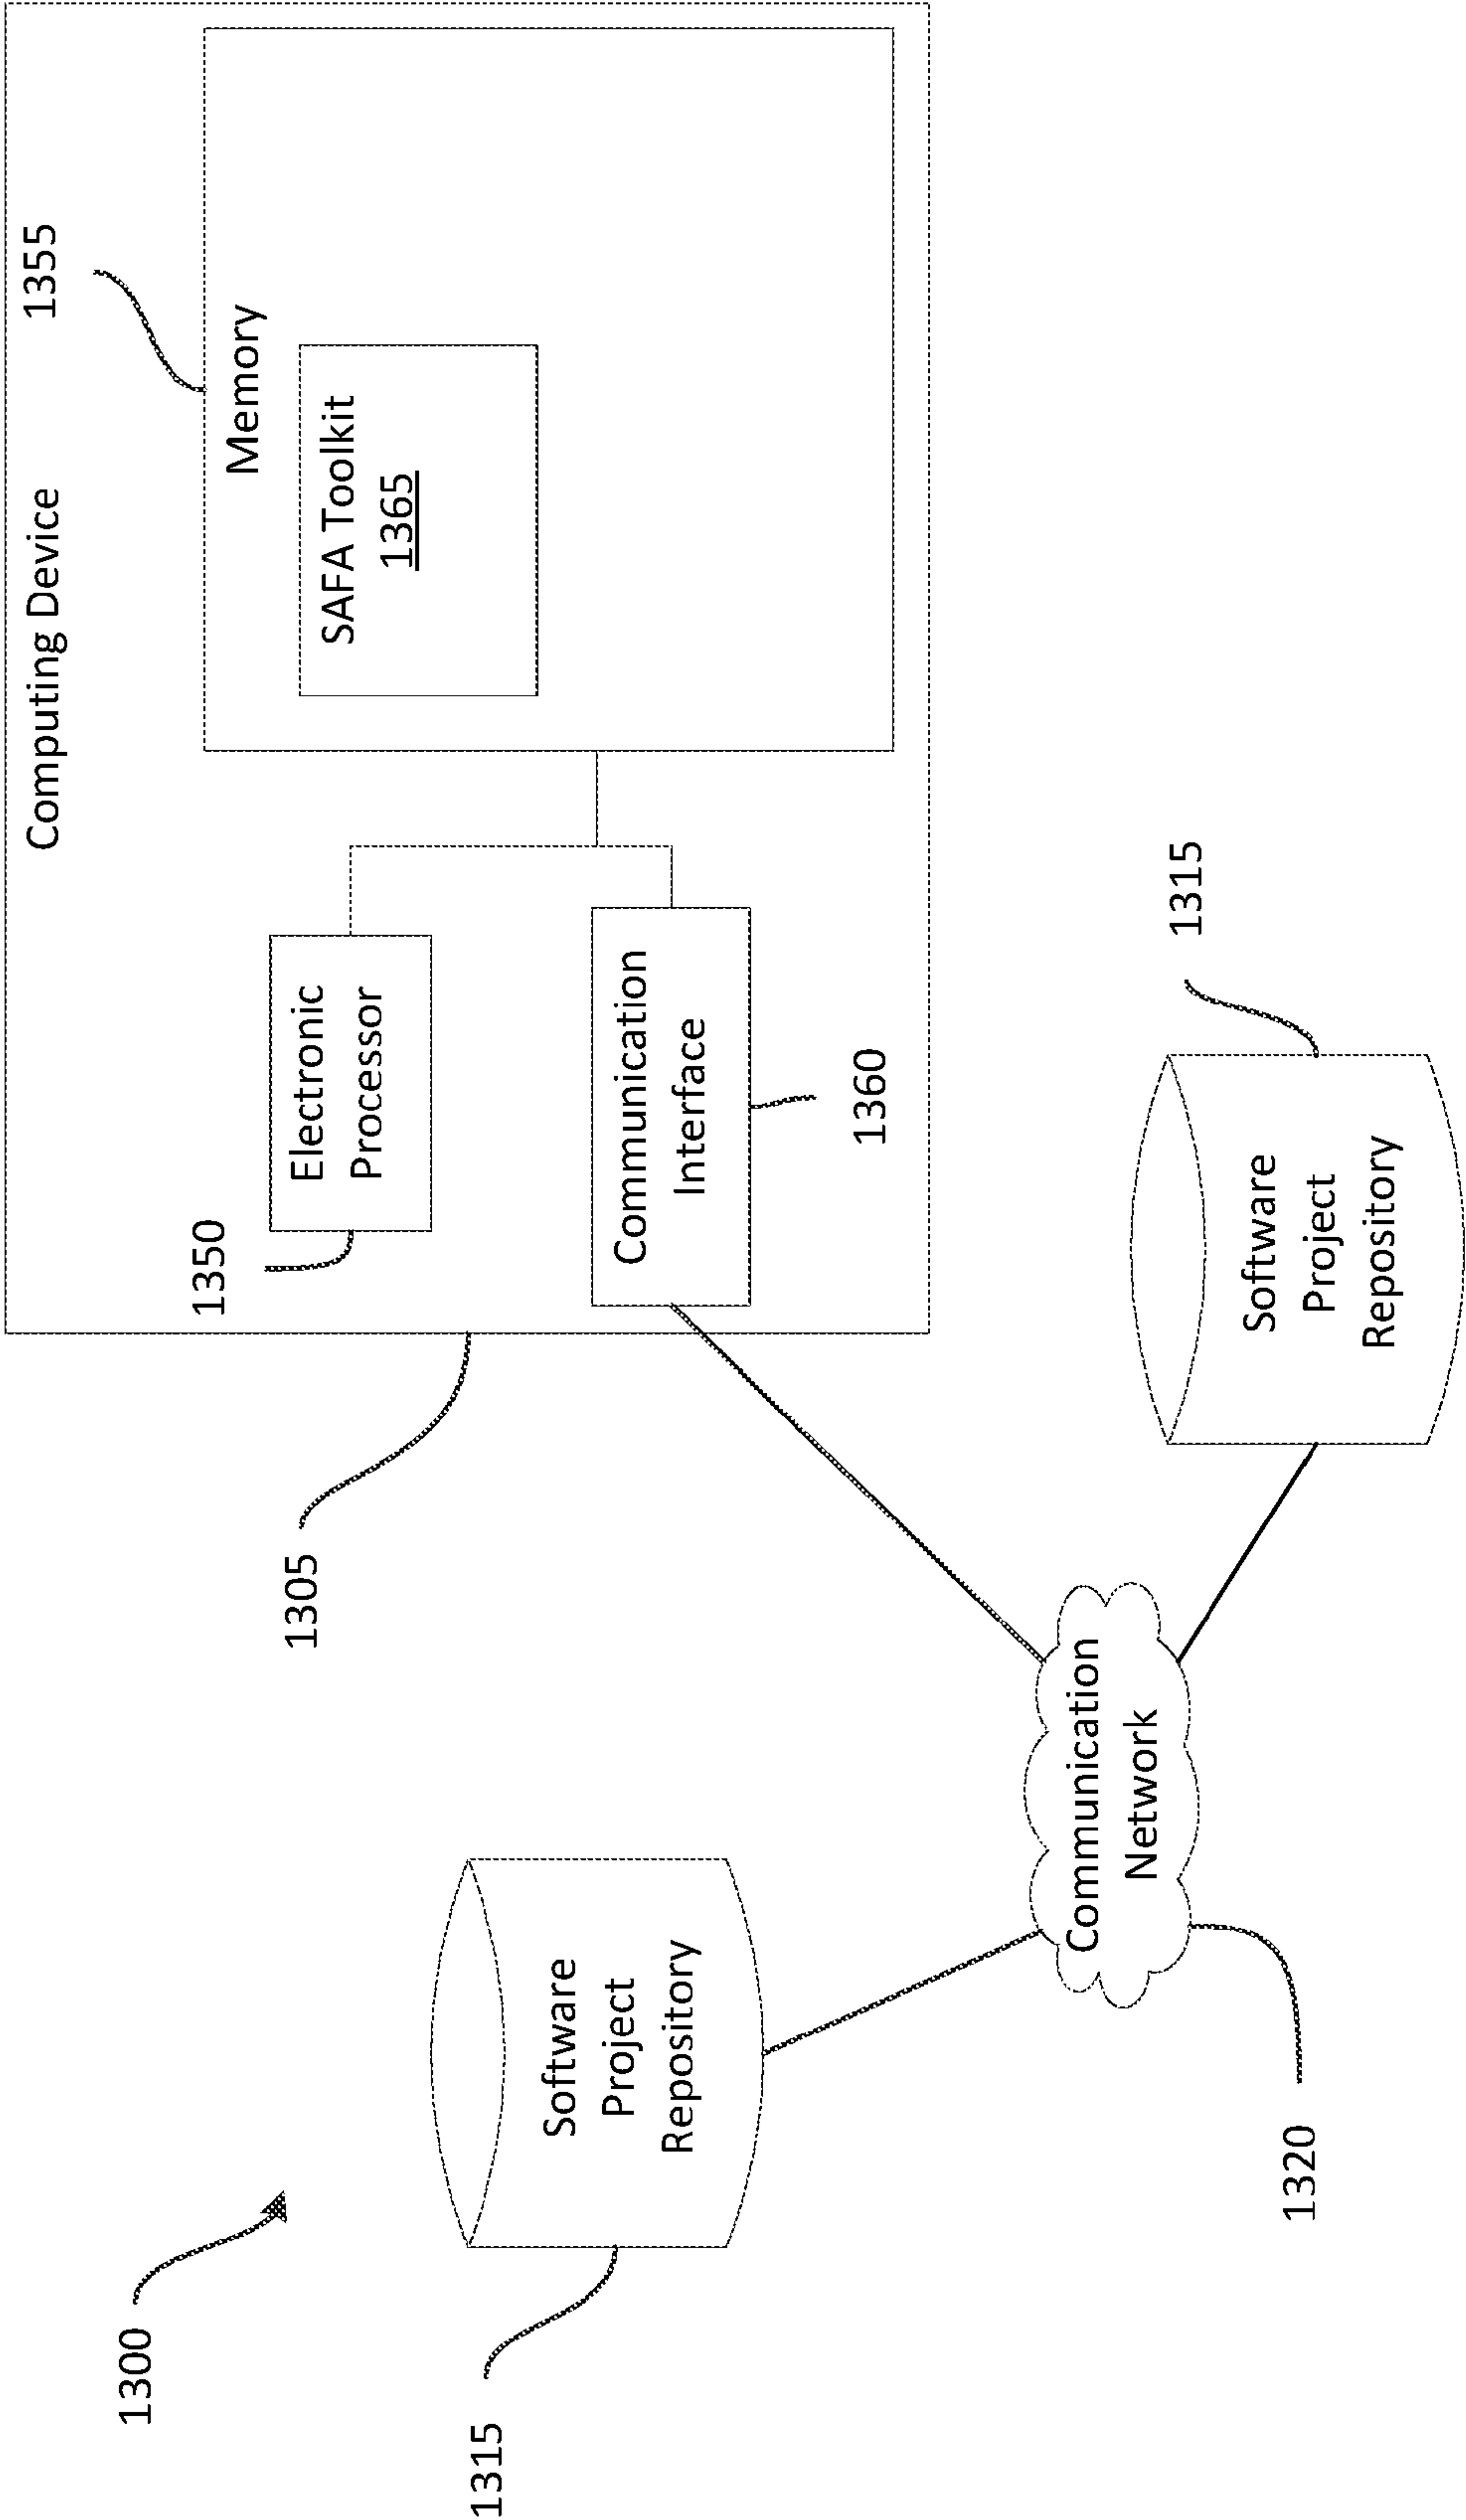 1300
1315
Software
Project
Repository
1320
Communication
Network
1305
Computing Device
1350
Electronic
Processor
Communication
Interface
1360
1355
Memory
SAFA Toolkit
1365
1315
Software
Project
Repository